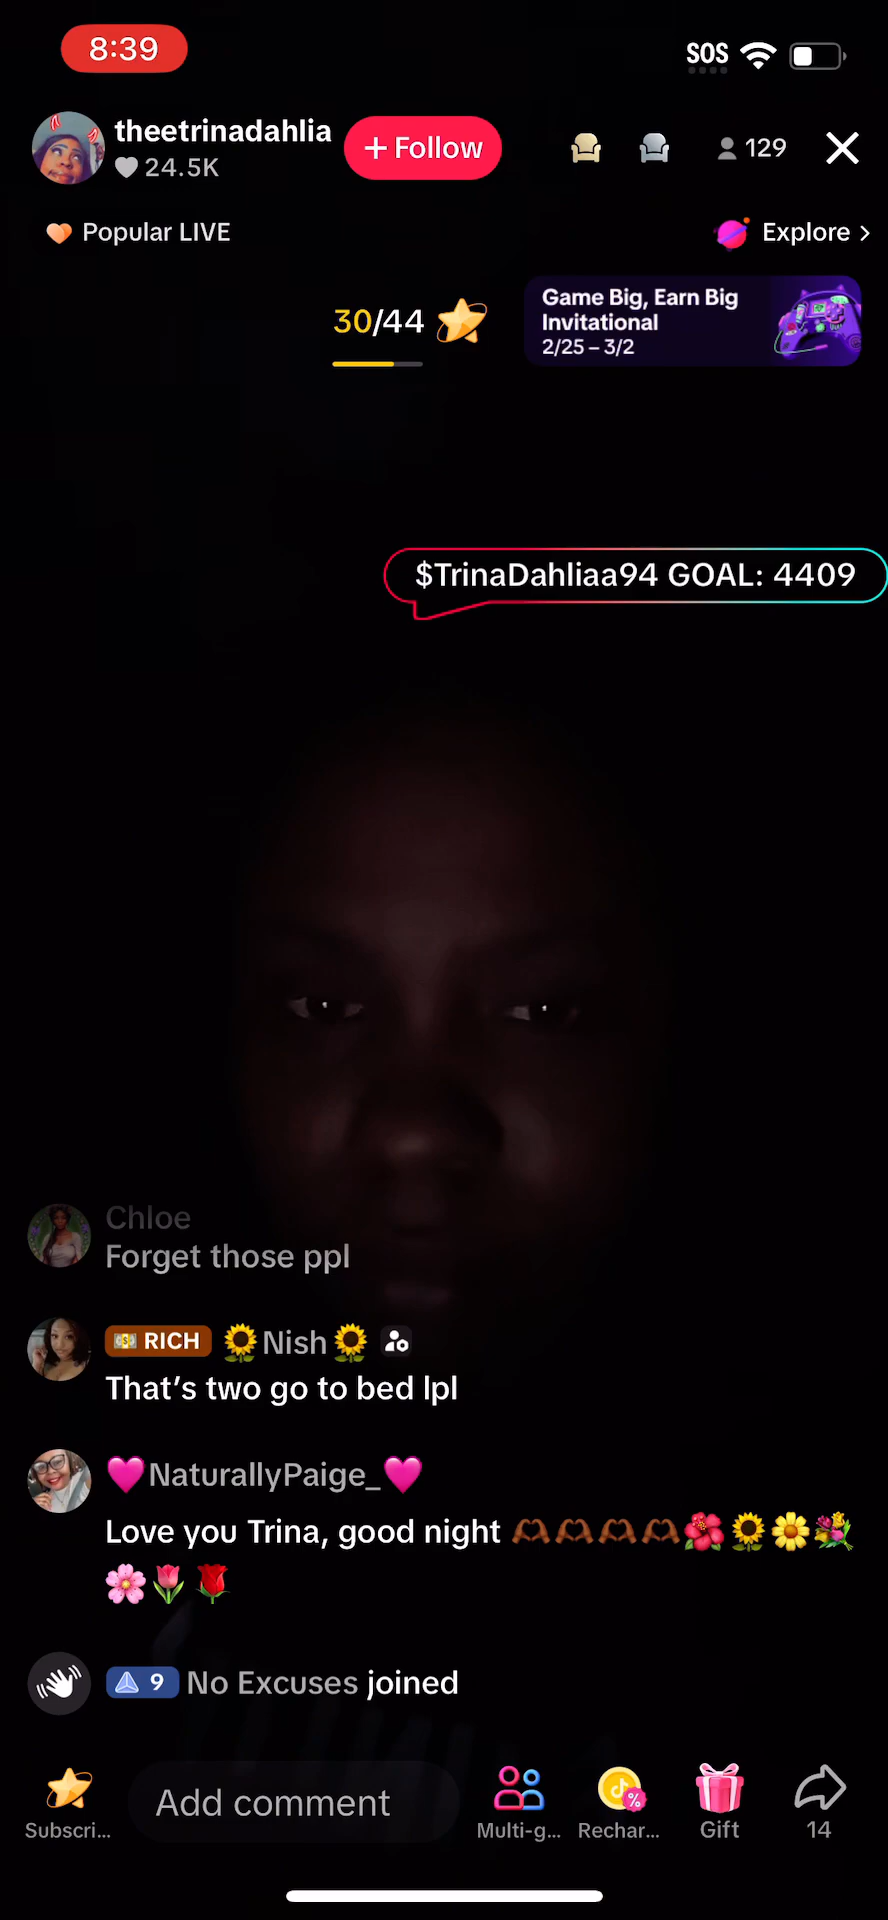 8:39
SOS
theetrinadahlia
24.5K
+ Follow
129
Popular LIVE
Explore >
30/44
Game Big, Earn Big
Invitational
2/25 – 3/2
$TrinaDahliaa94 GOAL: 4409
Chloe
Forget those ppl
RICH 🌻Nish🌻
That's two go to bed lpl
💗NaturallyPaige_💗
Love you Trina, good night 🫶🏾🫶🏾🫶🏾🫶🏾🌺🌻🌼💐
🌸🌷🌹
9 No Excuses joined
Add comment
Subscri...
Multi-g...
Rechar...
Gift
14